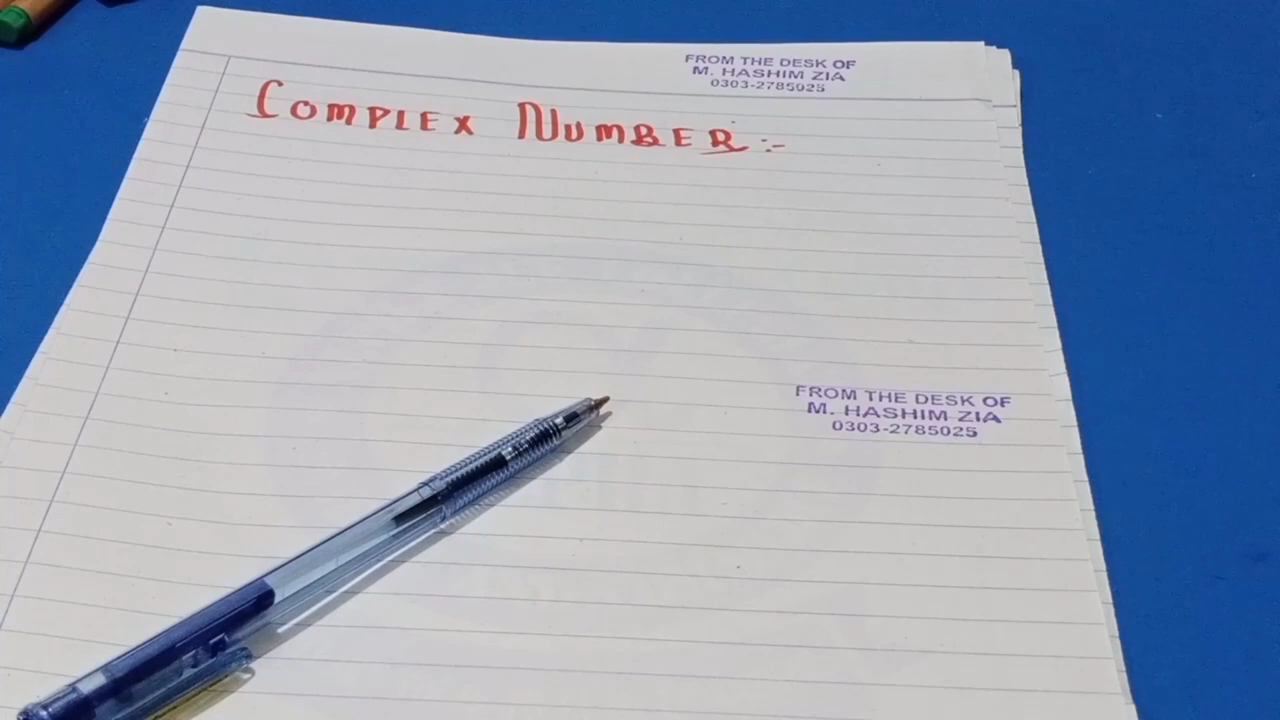 FROM THE DESK OF
M. HASHIM ZIA
0303-2785025
COMPLEX NUMBER:-
FROM THE DESK OF
M. HASHIM ZIA
0303-2785025